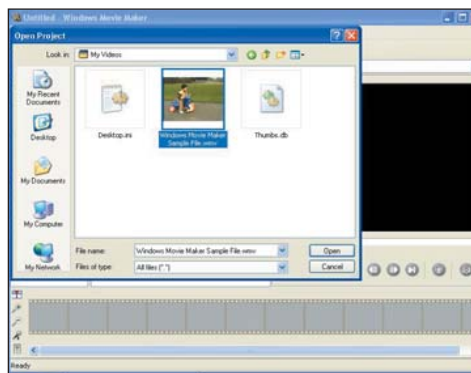 Untitled - Windows Movie Maker
Open Project
Look in:
My Videos
My Recent
Documents
Desktop
My Documents
My Computer
My Network
Desktop.ini
Windows Movie Maker
Sample File.wmv
Thumbs.db
File name:
Windows Movie Maker Sample File.wmv
Open
Files of type:
All files (*.*)
Cancel
Ready